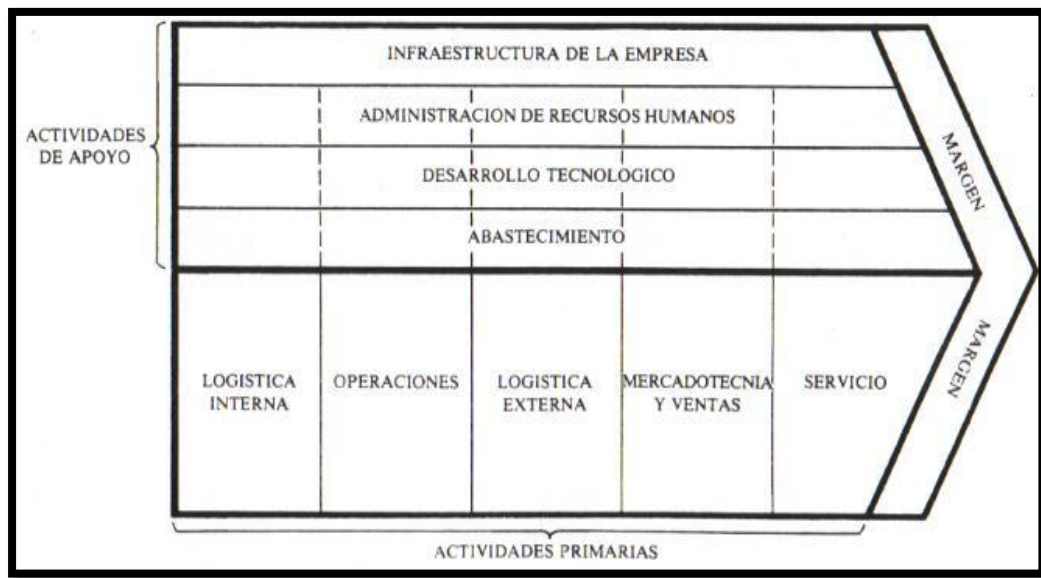 INFRAESTRUCTURA DE LA EMPRESA
ADMINISTRACION DE RECURSOS HUMANOS
DESARROLLO TECNOLOGICO
ABASTECIMIENTO
ACTIVIDADES
DE APOYO
MARGEN
LOGISTICA
INTERNA
OPERACIONES
LOGISTICA
EXTERNA
MERCADOTECNIA
Y VENTAS
SERVICIO
MARGEN
ACTIVIDADES PRIMARIAS